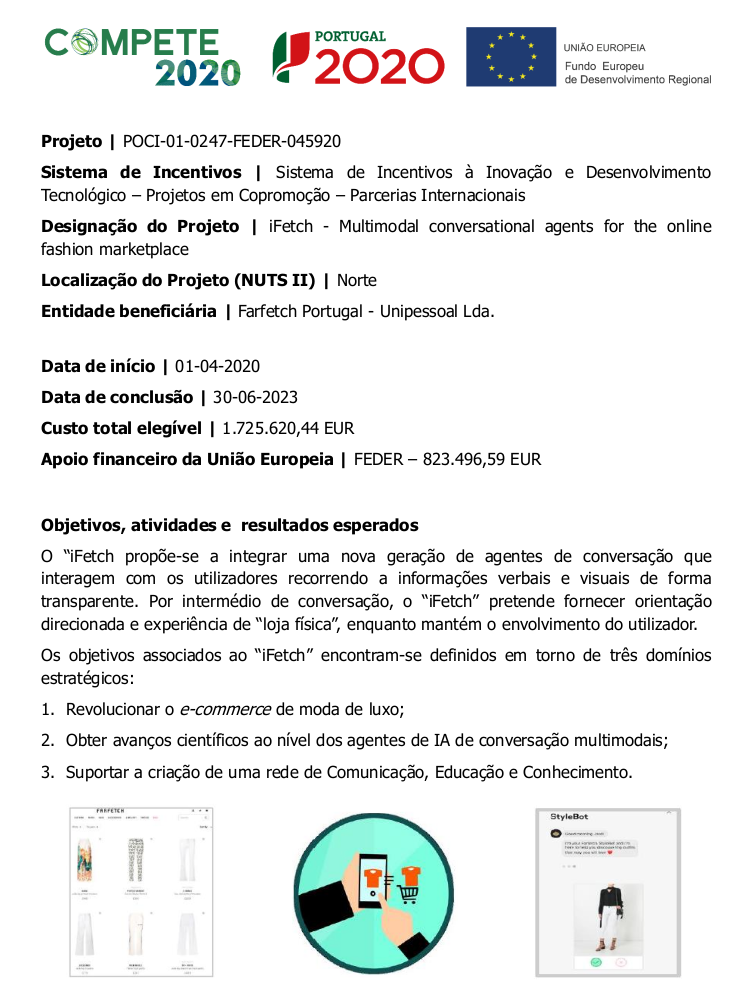 COMPETE
2020
PORTUGAL
2020
UNIÃO EUROPEIA
Fundo Europeu
de Desenvolvimento Regional
Projeto | POCI-01-0247-FEDER-045920
Sistema de Incentivos | Sistema de Incentivos à Inovação e Desenvolvimento
Tecnológico – Projetos em Copromoção – Parcerias Internacionais
Designação do Projeto | iFetch - Multimodal conversational agents for the online
fashion marketplace
Localização do Projeto (NUTS II) | Norte
Entidade beneficiária | Farfetch Portugal - Unipessoal Lda.
Data de início | 01-04-2020
Data de conclusão | 30-06-2023
Custo total elegível | 1.725.620,44 EUR
Apoio financeiro da União Europeia | FEDER – 823.496,59 EUR
Objetivos, atividades e  resultados esperados
O “iFetch propõe-se a integrar uma nova geração de agentes de conversação que
interagem com os utilizadores recorrendo a informações verbais e visuais de forma
transparente. Por intermédio de conversação, o “iFetch” pretende fornecer orientação
direcionada e experiência de “loja física”, enquanto mantém o envolvimento do utilizador.
Os objetivos associados ao “iFetch” encontram-se definidos em torno de três domínios
estratégicos:
1. Revolucionar o e-commerce de moda de luxo;
2. Obter avanços científicos ao nível dos agentes de IA de conversação multimodais;
3. Suportar a criação de uma rede de Comunicação, Educação e Conhecimento.
FARFETCH
StyleBot